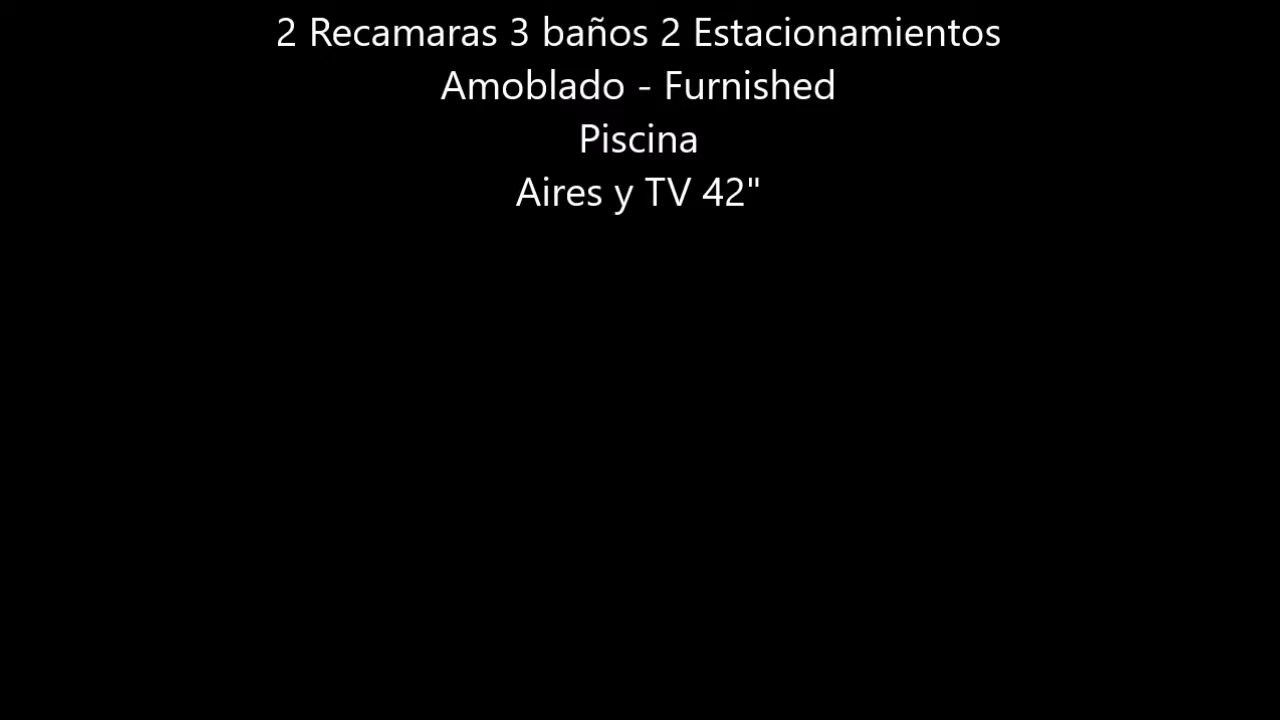 2 Recamaras 3 baños 2 Estacionamientos
Amoblado - Furnished
Piscina
Aires y TV 42"